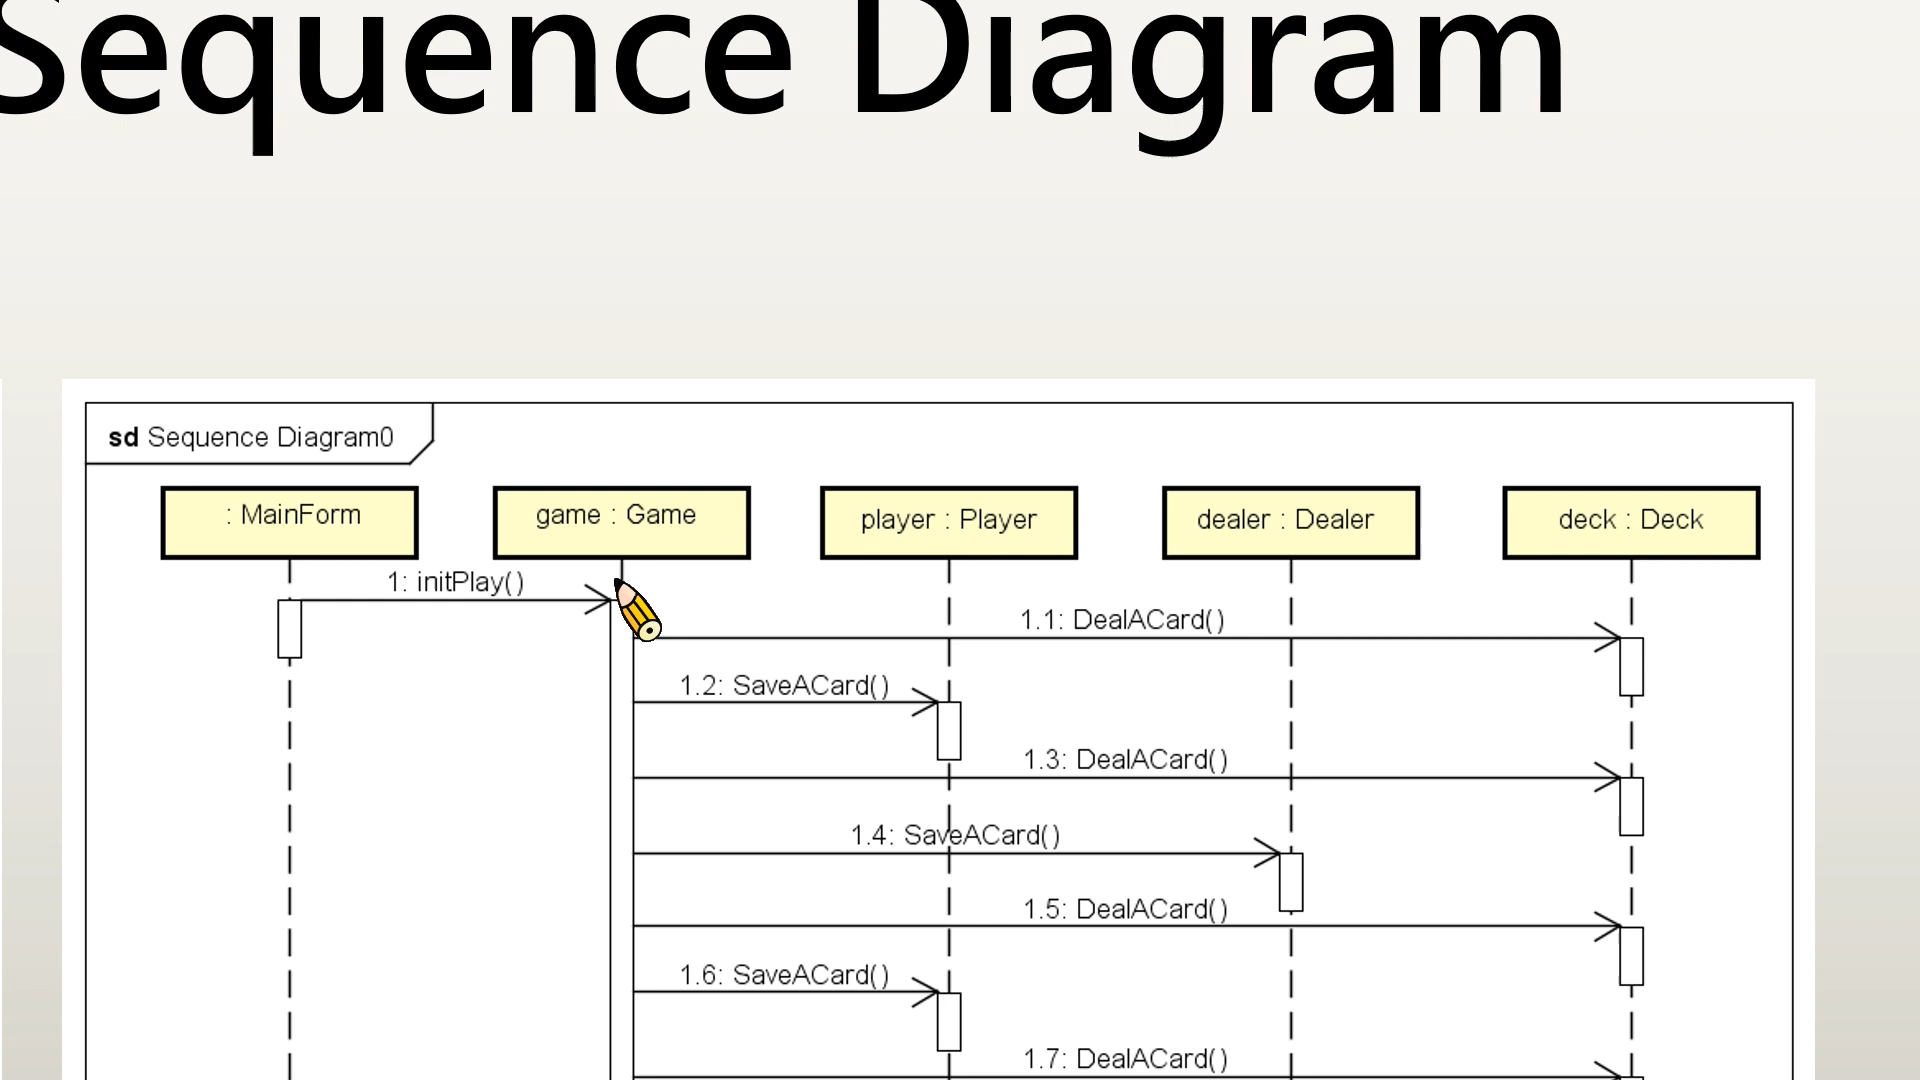 Sequence Diagram
sd Sequence Diagram0
: MainForm
game : Game
player : Player
dealer : Dealer
deck : Deck
1: initPlay()
1.1: DealACard()
1.2: SaveACard()
1.3: DealACard()
1.4: SaveACard()
1.5: DealACard()
1.6: SaveACard()
1.7: DealACard()